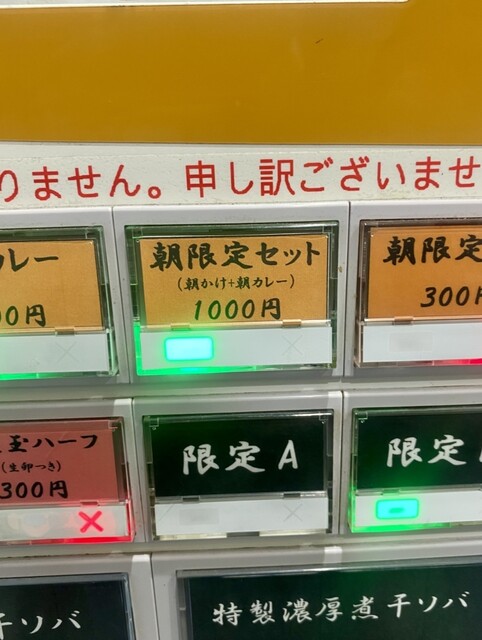 りません。申し訳ございませ
カレー
00円
朝限定セット
(朝かけ+朝カレー)
1000円
朝限定
300円
玉ハーフ
(生卵つき)
300円
限定A
限定
干ソバ
特製濃厚煮干ソバ